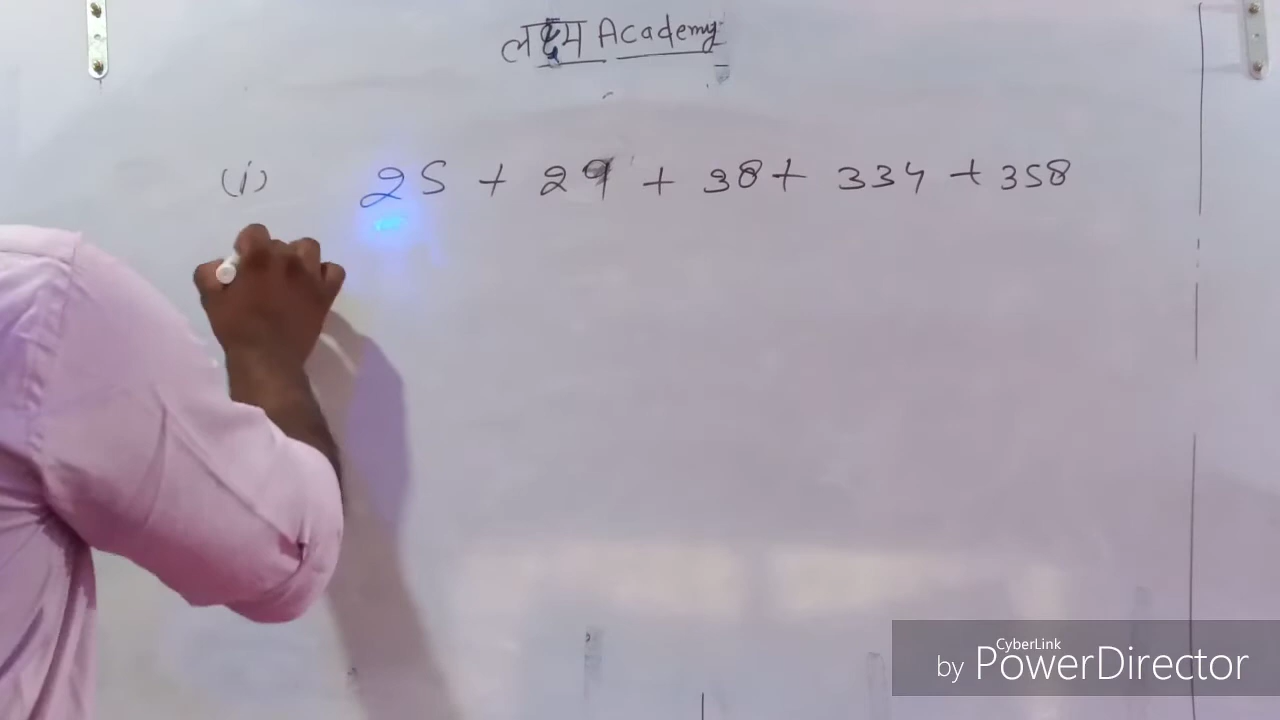 लक्ष्य Academy
(i) 25 + 29 + 38 + 334 + 358
CyberLink
by PowerDirector